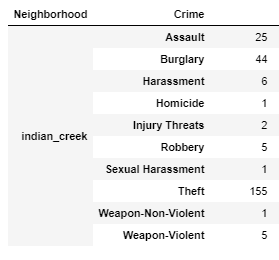 Neighborhood Crime
Assault 25
Burglary 44
Harassment 6
Homicide 1
indian_creek Injury Threats 2
Robbery 5
Sexual Harassment 1
Theft 155
Weapon-Non-Violent 1
Weapon-Violent 5